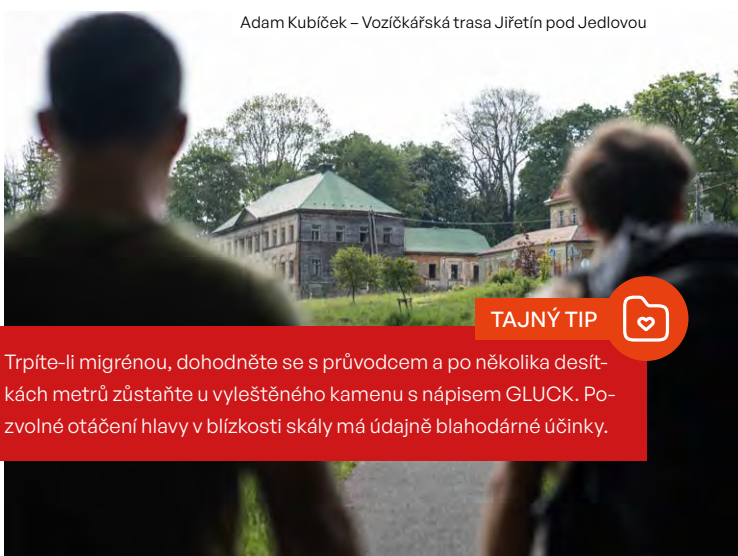 Adam Kubíček – Vozíčkářská trasa Jiřetín pod Jedlovou
TAJNÝ TIP
Trpíte-li migrénou, dohodněte se s průvodcem a po několika desít-
kách metrů zůstaňte u vyleštěného kamenu s nápisem GLUCK. Po-
zvolné otáčení hlavy v blízkosti skály má údajně blahodárné účinky.